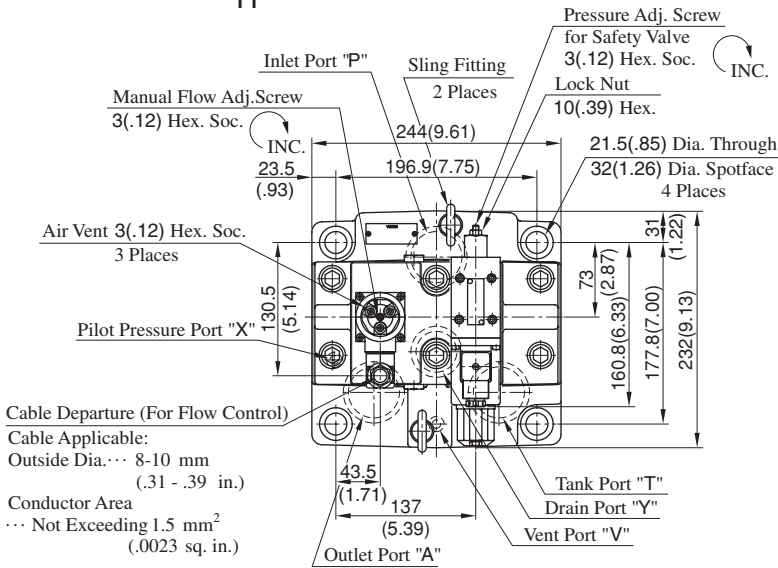 Pressure Adj. Screw
for Safety Valve
3(.12) Hex. Soc.
INC.
Inlet Port "P"
Sling Fitting
2 Places
Lock Nut
10(.39) Hex.
Manual Flow Adj.Screw
3(.12) Hex. Soc.
INC.
244(9.61)
21.5(.85) Dia. Through
32(1.26) Dia. Spotface
4 Places
23.5
(.93)
196.9(7.75)
31
(1.22)
Air Vent 3(.12) Hex. Soc.
3 Places
73
(2.87)
130.5
(5.14)
160.8(6.33)
177.8(7.00)
232(9.13)
Pilot Pressure Port "X"
Cable Departure (For Flow Control)
Cable Applicable:
Outside Dia.··· 8-10 mm
(.31 - .39 in.)
Conductor Area
··· Not Exceeding 1.5 mm²
(.0023 sq. in.)
43.5
(1.71)
137
(5.39)
Tank Port "T"
Drain Port "Y"
Vent Port "V"
Outlet Port "A"